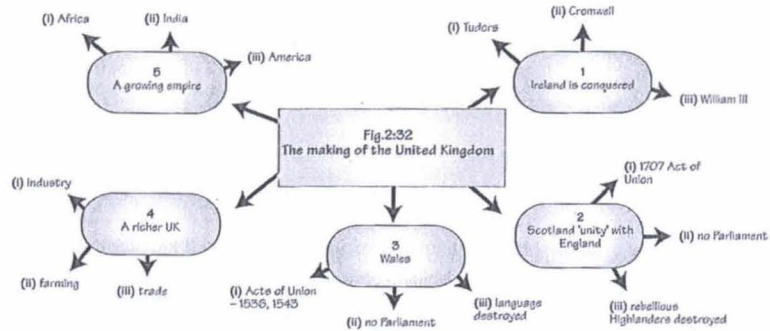 Fig.2:32
The making of the United Kingdom
1
Ireland is conquered
(i) Tudors
(ii) Cromwell
(iii) William III
2
Scotland 'unity' with
England
(i) 1707 Act of
Union
(ii) no Parliament
(iii) rebellious
Highlanders destroyed
3
Wales
(i) Acts of Union
– 1536, 1543
(ii) no Parliament
(iii) language
destroyed
4
A richer UK
(i) industry
(ii) farming
(iii) trade
5
A growing empire
(i) Africa
(ii) India
(iii) America